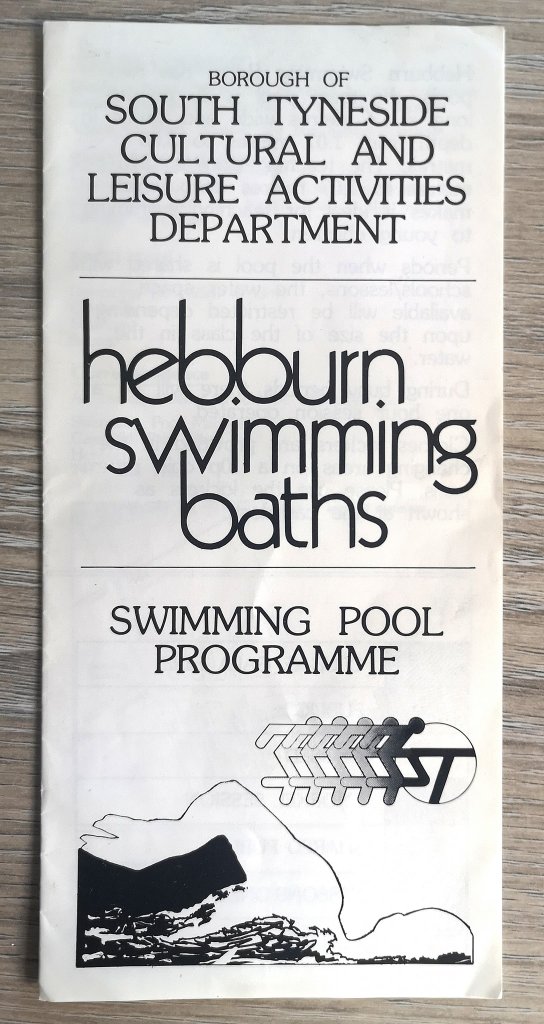 BOROUGH OF
SOUTH TYNESIDE
CULTURAL AND
LEISURE ACTIVITIES
DEPARTMENT
hebburn
swimming
baths
SWIMMING POOL
PROGRAMME
ST